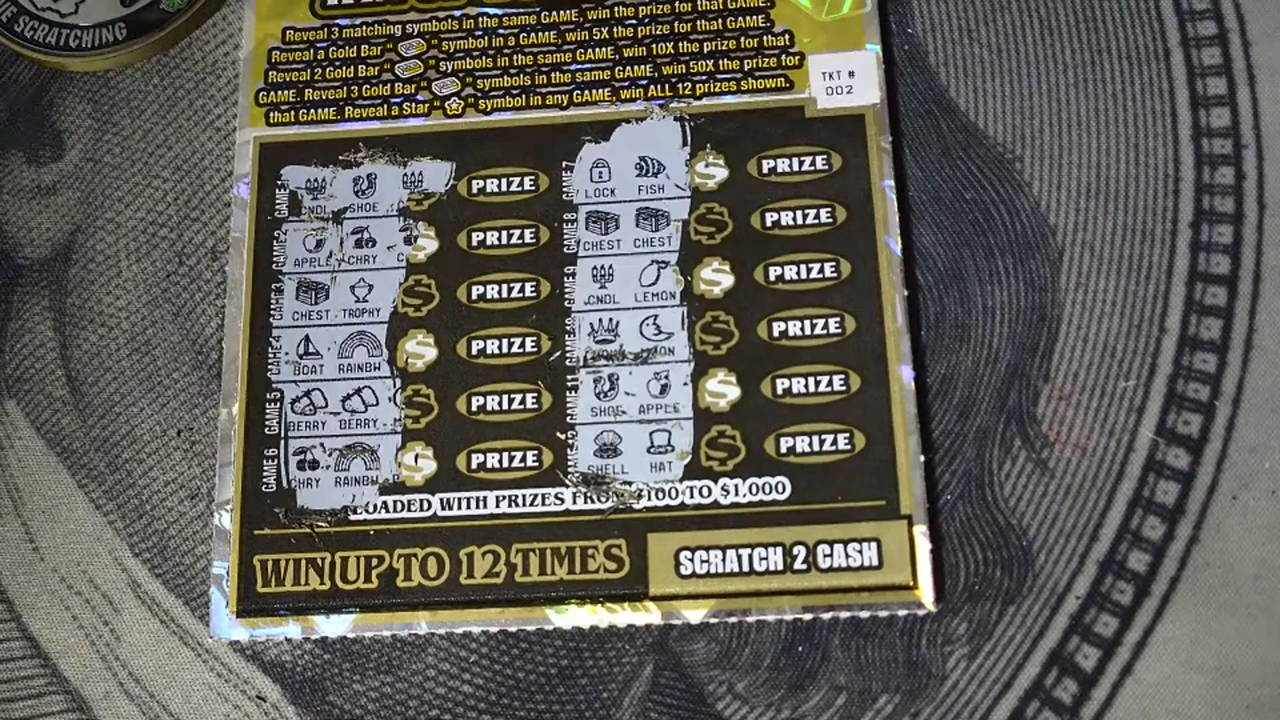 E SCRATCHING
Reveal 3 matching symbols in the same GAME, win the prize for that GAME.
Reveal a Gold Bar " " symbol in a GAME, win 5X the prize for that GAME.
Reveal 2 Gold Bar " " symbols in the same GAME, win 10X the prize for that
GAME. Reveal 3 Gold Bar " " symbols in the same GAME, win 50X the prize for
that GAME. Reveal a Star " " symbol in any GAME, win ALL 12 prizes shown.
TKT #
002
GAME 1 CNDL SHOE $ PRIZE
GAME 2 APPLE CHRY C $ PRIZE
GAME 3 CHEST TROPHY $ PRIZE
GAME 4 BOAT RAINBW $ PRIZE
GAME 5 BERRY BERRY $ PRIZE
GAME 6 CHRY RAINBW $ PRIZE
GAME 7 LOCK FISH $ PRIZE
GAME 8 CHEST CHEST $ PRIZE
GAME 9 CNDL LEMON $ PRIZE
GAME 10 $ PRIZE
GAME 11 SHOE APPLE $ PRIZE
GAME 12 SHELL HAT $ PRIZE
LOADED WITH PRIZES FROM $100 TO $1,000
WIN UP TO 12 TIMES
SCRATCH 2 CASH